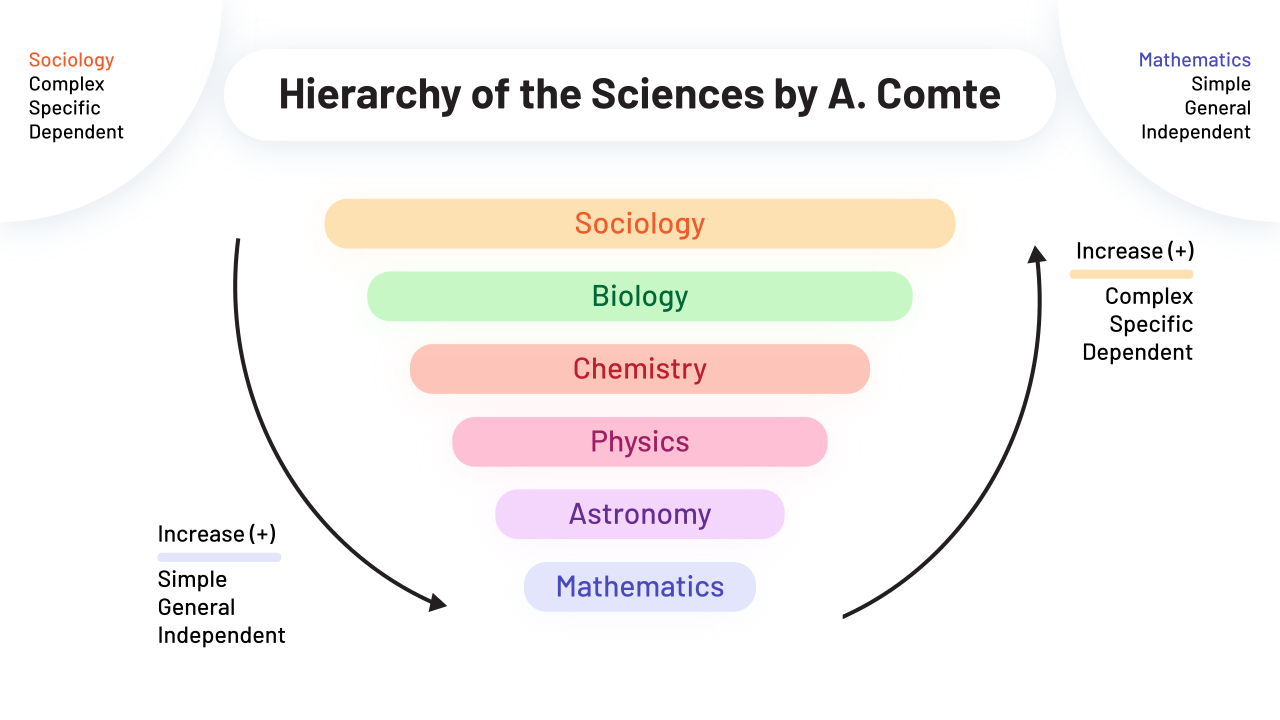 Sociology
Complex
Specific
Dependent
Hierarchy of the Sciences by A. Comte
Mathematics
Simple
General
Independent
Sociology
Biology
Chemistry
Physics
Astronomy
Mathematics
Increase (+)
Complex
Specific
Dependent
Increase (+)
Simple
General
Independent